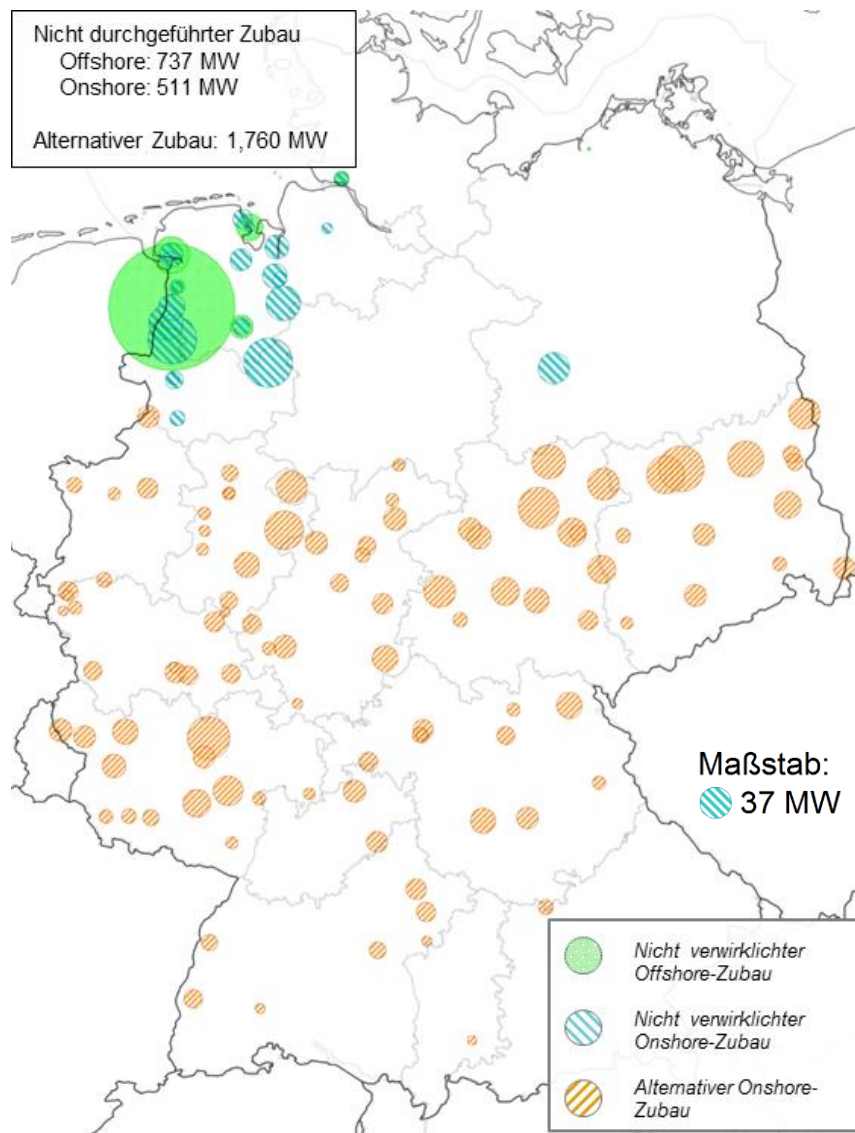 Nicht durchgeführter Zubau
Offshore: 737 MW
Onshore: 511 MW
Alternativer Zubau: 1,760 MW
Maßstab:
37 MW
Nicht verwirklichter
Offshore-Zubau
Nicht verwirklichter
Onshore-Zubau
Alternativer Onshore-
Zubau